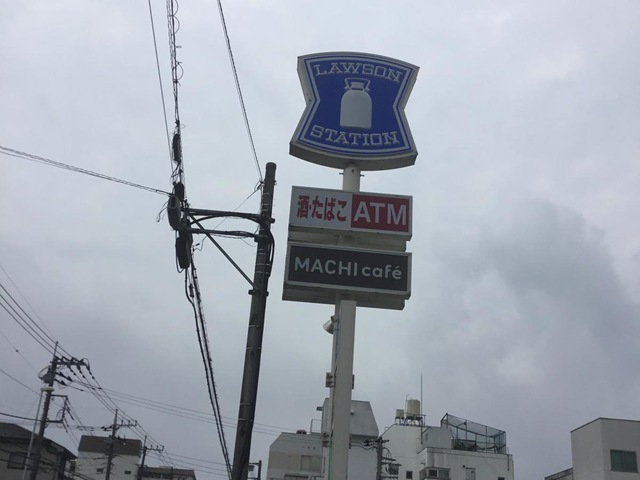 LAWSON
STATION
酒・たばこ ATM
MACHI café